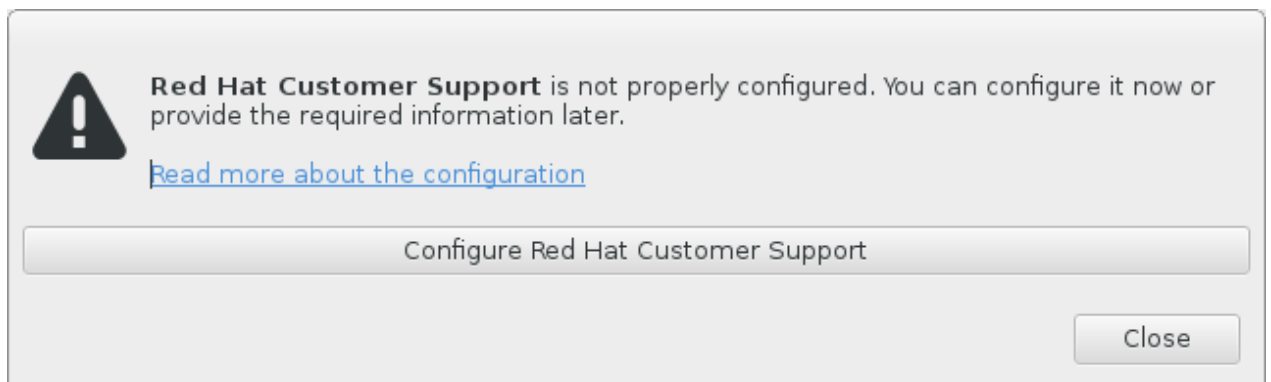 Red Hat Customer Support is not properly configured. You can configure it now or
provide the required information later.
Read more about the configuration
Configure Red Hat Customer Support
Close